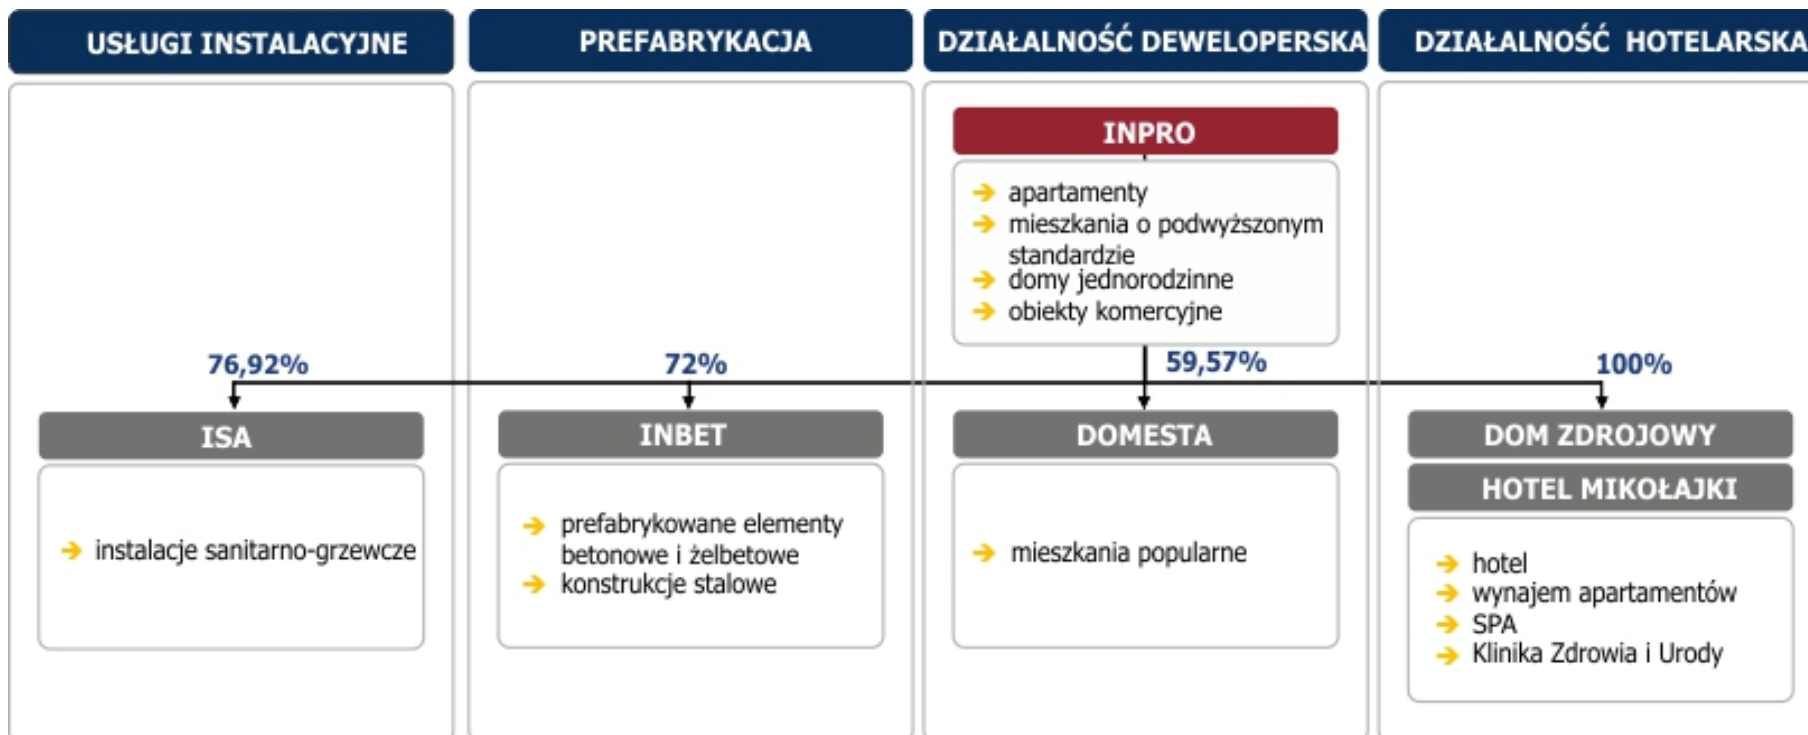 USŁUGI INSTALACYJNE
PREFABRYKACJA
DZIAŁALNOŚĆ DEWELOPERSKA
DZIAŁALNOŚĆ HOTELARSKA
INPRO
apartamenty
mieszkania o podwyższonym
standardzie
domy jednorodzinne
obiekty komercyjne
76,92%
72%
59,57%
100%
ISA
instalacje sanitarno-grzewcze
INBET
prefabrykowane elementy
betonowe i żelbetowe
konstrukcje stalowe
DOMESTA
mieszkania popularne
DOM ZDROJOWY
HOTEL MIKOŁAJKI
hotel
wynajem apartamentów
SPA
Klinika Zdrowia i Urody